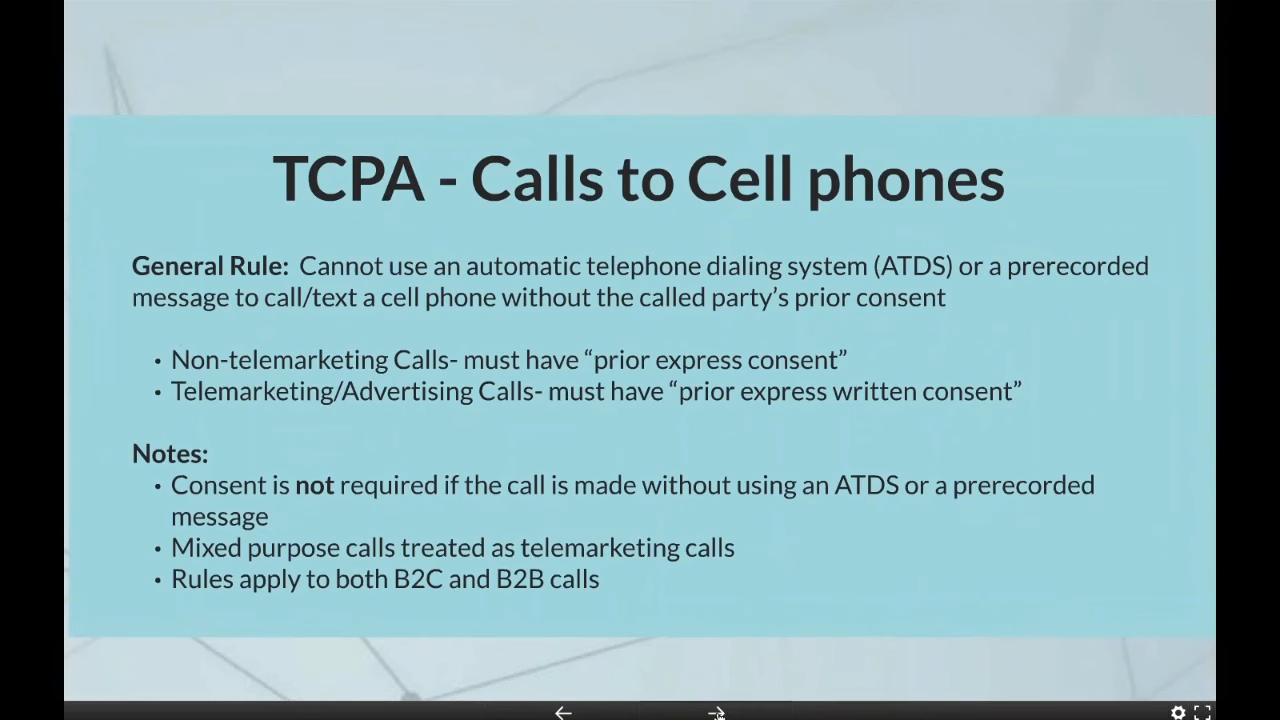 TCPA - Calls to Cell phones
General Rule: Cannot use an automatic telephone dialing system (ATDS) or a prerecorded
message to call/text a cell phone without the called party’s prior consent
• Non-telemarketing Calls- must have “prior express consent”
• Telemarketing/Advertising Calls- must have “prior express written consent”
Notes:
• Consent is not required if the call is made without using an ATDS or a prerecorded
message
• Mixed purpose calls treated as telemarketing calls
• Rules apply to both B2C and B2B calls